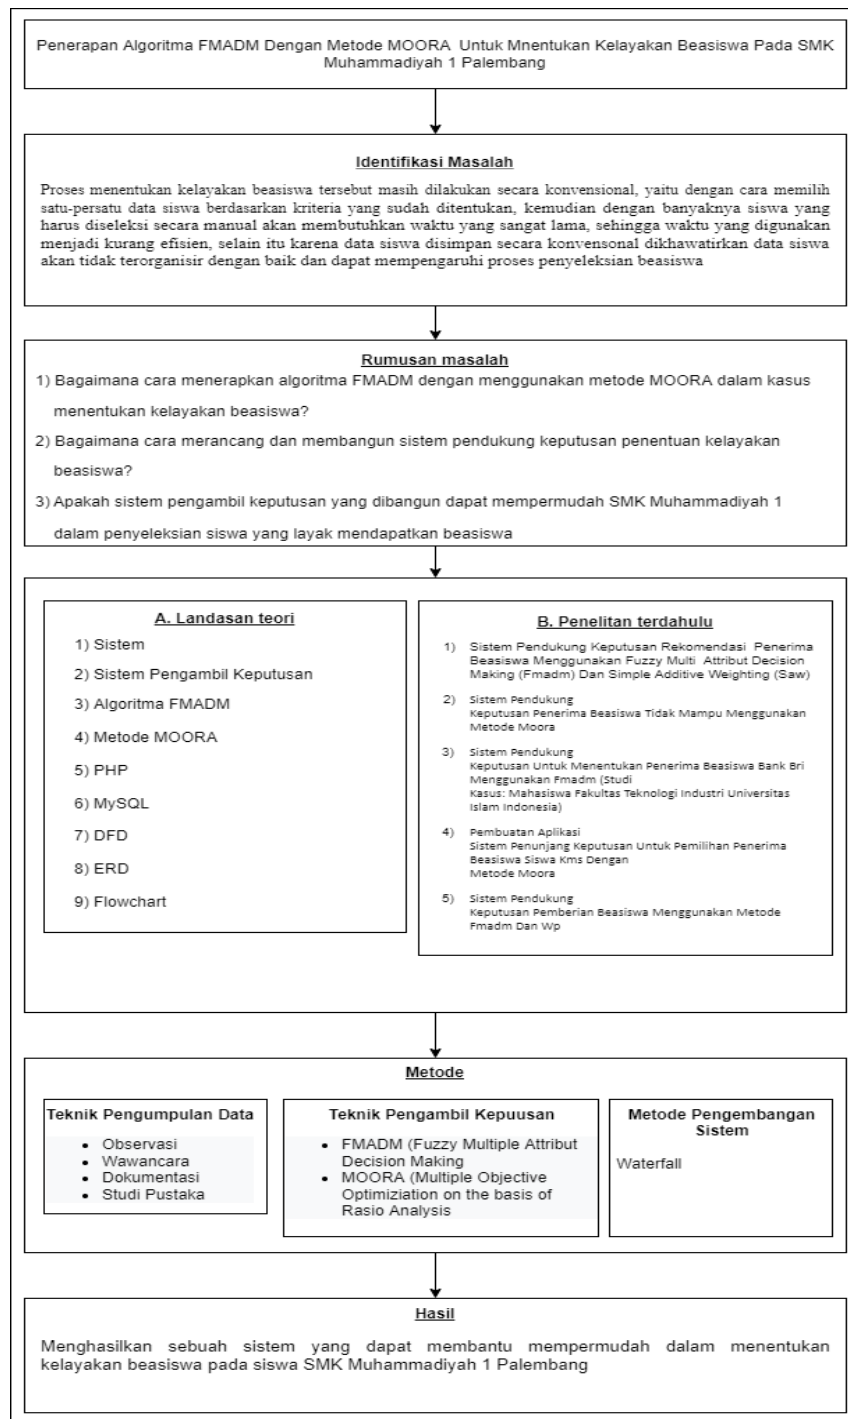 Penerapan Algoritma FMADM Dengan Metode MOORA Untuk Mnentukan Kelayakan Beasiswa Pada SMK
Muhammadiyah 1 Palembang
Identifikasi Masalah
Proses menentukan kelayakan beasiswa tersebut masih dilakukan secara konvensional, yaitu dengan cara memilih
satu-persatu data siswa berdasarkan kriteria yang sudah ditentukan, kemudian dengan banyaknya siswa yang
harus diseleksi secara manual akan membutuhkan waktu yang sangat lama, sehingga waktu yang digunakan
menjadi kurang efisien, selain itu karena data siswa disimpan secara konvensonal dikhawatirkan data siswa
akan tidak terorganisir dengan baik dan dapat mempengaruhi proses penyeleksian beasiswa
Rumusan masalah
1) Bagaimana cara menerapkan algoritma FMADM dengan menggunakan metode MOORA dalam kasus
menentukan kelayakan beasiswa?
2) Bagaimana cara merancang dan membangun sistem pendukung keputusan penentuan kelayakan
beasiswa?
3) Apakah sistem pengambil keputusan yang dibangun dapat mempermudah SMK Muhammadiyah 1
dalam penyeleksian siswa yang layak mendapatkan beasiswa
A. Landasan teori
1) Sistem
2) Sistem Pengambil Keputusan
3) Algoritma FMADM
4) Metode MOORA
5) PHP
6) MySQL
7) DFD
8) ERD
9) Flowchart
B. Penelitan terdahulu
1) Sistem Pendukung Keputusan Rekomendasi Penerima
Beasiswa Menggunakan Fuzzy Multi Attribut Decision
Making (Fmadm) Dan Simple Additive Weighting (Saw)
2) Sistem Pendukung
Keputusan Penerima Beasiswa Tidak Mampu Menggunakan
Metode Moora
3) Sistem Pendukung
Keputusan Untuk Menentukan Penerima Beasiswa Bank Bri
Menggunakan Fmadm (Studi
Kasus: Mahasiswa Fakultas Teknologi Industri Universitas
Islam Indonesia)
4) Pembuatan Aplikasi
Sistem Penunjang Keputusan Untuk Pemilihan Penerima
Beasiswa Siswa Kms Dengan
Metode Moora
5) Sistem Pendukung
Keputusan Pemberian Beasiswa Menggunakan Metode
Fmadm Dan Wp
Metode
Teknik Pengumpulan Data
• Observasi
• Wawancara
• Dokumentasi
• Studi Pustaka
Teknik Pengambil Kepuusan
• FMADM (Fuzzy Multiple Attribut
Decision Making
• MOORA (Multiple Objective
Optimiziation on the basis of
Rasio Analysis
Metode Pengembangan
Sistem
Waterfall
Hasil
Menghasilkan sebuah sistem yang dapat membantu mempermudah dalam menentukan
kelayakan beasiswa pada siswa SMK Muhammadiyah 1 Palembang